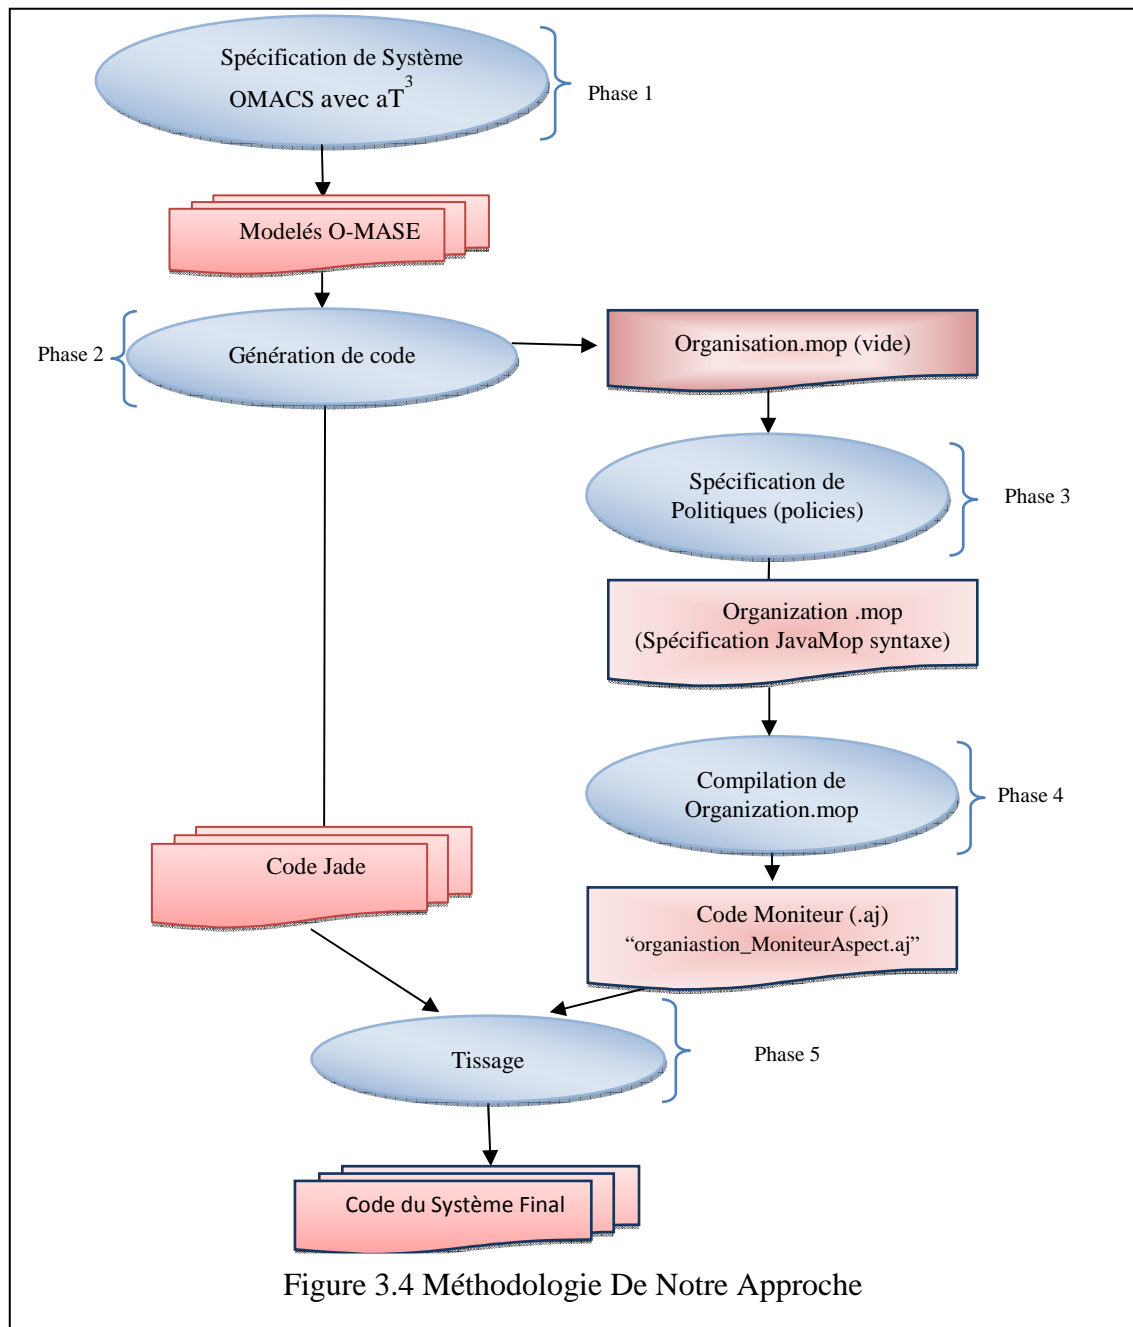 Spécification de Système
OMACS avec aT3
Phase 1
Modelés O-MASE
Phase 2
Génération de code
Organisation.mop (vide)
Spécification de
Politiques (policies)
Phase 3
Organization .mop
(Spécification JavaMop syntaxe)
Compilation de
Organization.mop
Phase 4
Code Jade
Code Moniteur (.aj)
“organiastion_MoniteurAspect.aj”
Tissage
Phase 5
Code du Système Final
Figure 3.4 Méthodologie De Notre Approche